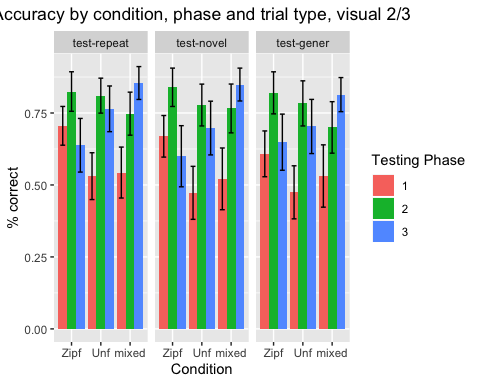 Accuracy by condition, phase and trial type, visual 2/3
test-repeat
test-novel
test-gener
0.75
0.50
0.25
0.00
% correct
Zipf Unf mixed
Zipf Unf mixed
Zipf Unf mixed
Condition
Testing Phase
1
2
3